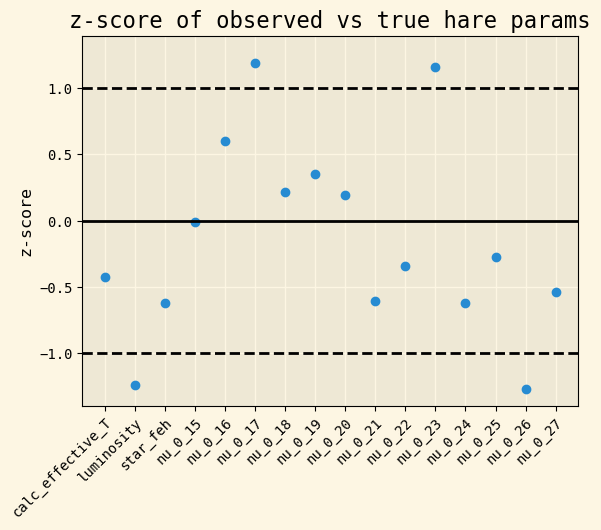 z-score of observed vs true hare params
z-score
1.0
0.5
0.0
−0.5
−1.0
calc_effective_T
luminosity
star_feh
nu_0_15
nu_0_16
nu_0_17
nu_0_18
nu_0_19
nu_0_20
nu_0_21
nu_0_22
nu_0_23
nu_0_24
nu_0_25
nu_0_26
nu_0_27